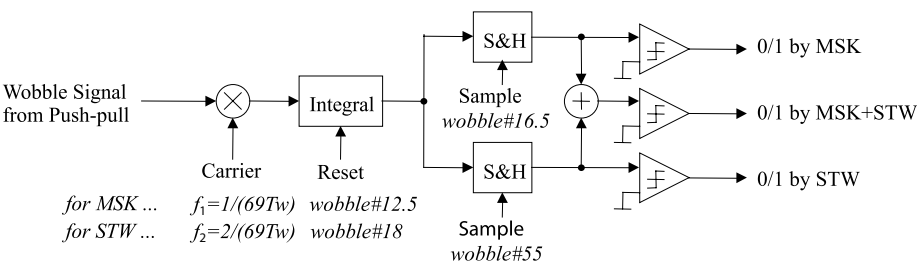 S&H
0/1 by MSK
Wobble Signal
from Push-pull
Integral
Sample
wobble#16.5
0/1 by MSK+STW
Carrier
Reset
S&H
0/1 by STW
for MSK ... f₁=1/(69Tw) wobble#12.5
for STW ... f₂=2/(69Tw) wobble#18
Sample
wobble#55